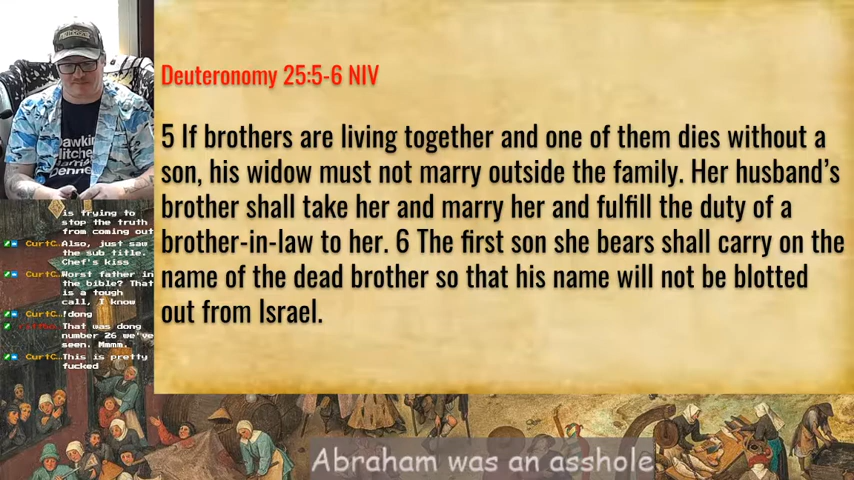 Deuteronomy 25:5-6 NIV
5 If brothers are living together and one of them dies without a
son, his widow must not marry outside the family. Her husband's
brother shall take her and marry her and fulfill the duty of a
brother-in-law to her. 6 The first son she bears shall carry on the
name of the dead brother so that his name will not be blotted
out from Israel.
Dawkin
is trying to
stop the truth
from coming out
CurtC… Also, just saw
the sub title.
Chef's kiss
CurtC… Worst father in
the bible? That
is a tough
call, I know
CurtC… !dong
That was dong
number 26 we've
seen. Mmmm.
CurtC… This is pretty
fucked
Abraham was an asshole